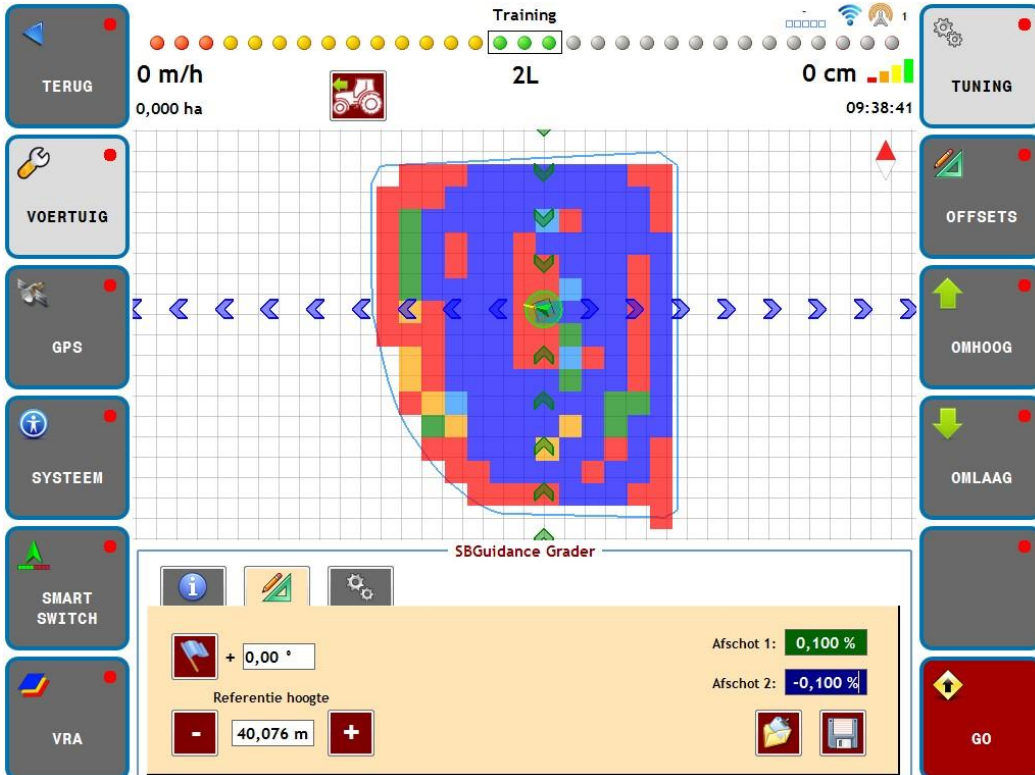 Training
-
1
0 m/h
2L
0 cm
0,000 ha
09:38:41
TERUG
VOERTUIG
GPS
SYSTEEM
SMART
SWITCH
VRA
TUNING
OFFSETS
OMHOOG
OMLAAG
GO
SBGuidance Grader
+ 0,00 °
Referentie hoogte
- 40,076 m +
Afschot 1: 0,100 %
Afschot 2: -0,100 %